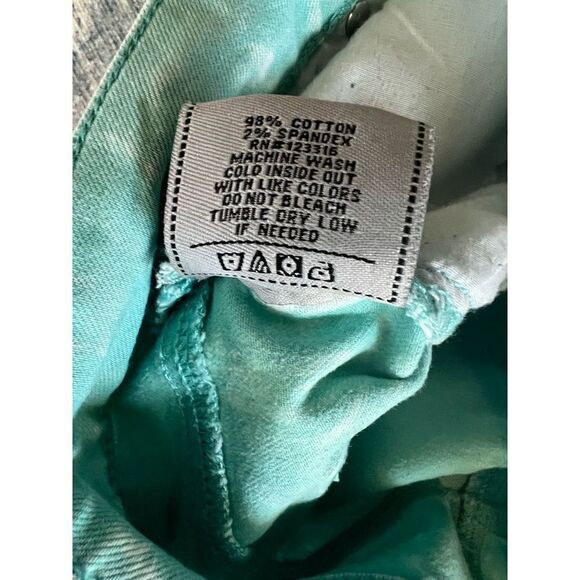 98% COTTON
2% SPANDEX
RN#123316
MACHINE WASH
COLD INSIDE OUT
WITH LIKE COLORS
DO NOT BLEACH
TUMBLE DRY LOW
IF NEEDED